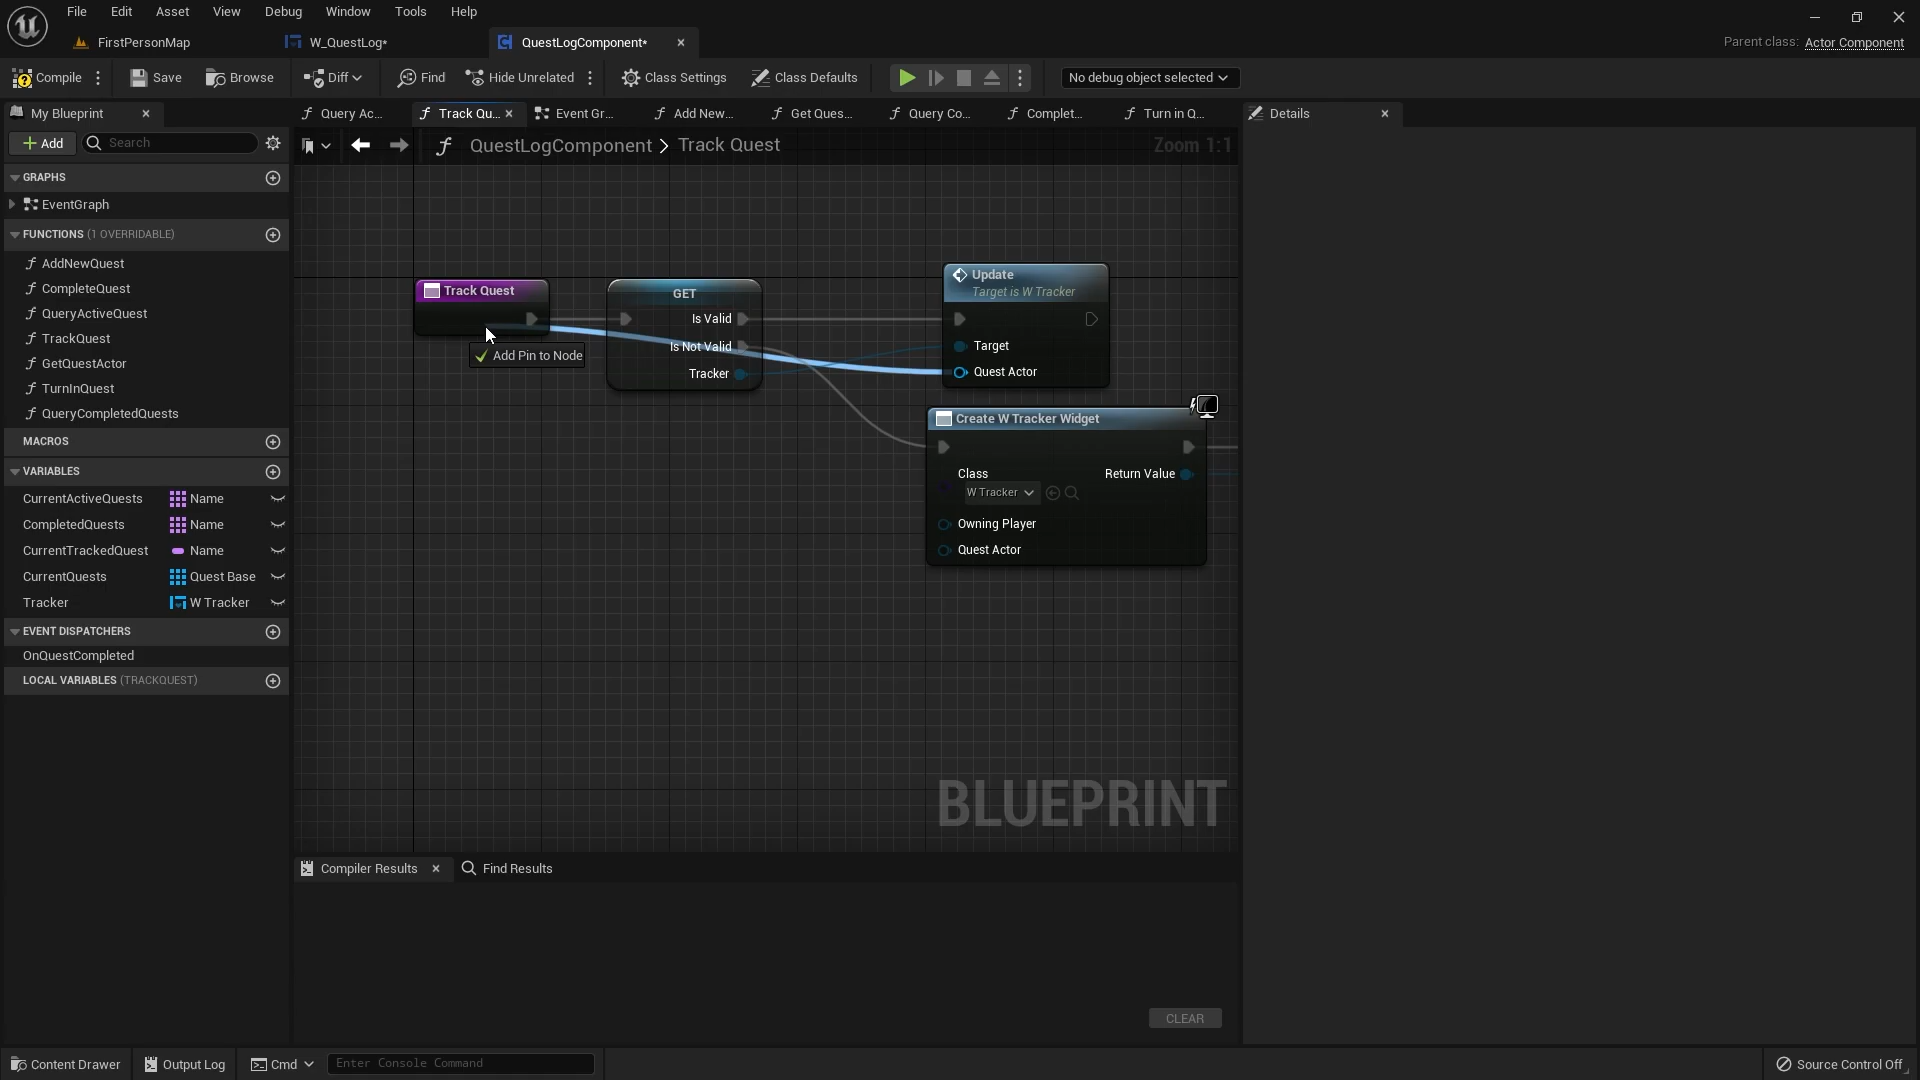 File Edit Asset View Debug Window Tools Help
FirstPersonMap W_QuestLog* QuestLogComponent* Parent class: Actor Component
Compile Save Browse Diff Find Hide Unrelated Class Settings Class Defaults No debug object selected
My Blueprint Query Ac... Track Qu... Event Gr... Add New... Get Ques... Query Co... Complet... Turn in Q... Details
Add Search QuestLogComponent > Track Quest Zoom 1:1
GRAPHS
EventGraph
FUNCTIONS (1 OVERRIDABLE)
AddNewQuest
CompleteQuest
QueryActiveQuest
TrackQuest
GetQuestActor
TurnInQuest
QueryCompletedQuests
MACROS
VARIABLES
CurrentActiveQuests Name
CompletedQuests Name
CurrentTrackedQuest Name
CurrentQuests Quest Base
Tracker W Tracker
EVENT DISPATCHERS
OnQuestCompleted
LOCAL VARIABLES (TRACKQUEST)
Track Quest
Add Pin to Node
GET
Is Valid
Is Not Valid
Tracker
Update
Target is W Tracker
Target
Quest Actor
Create W Tracker Widget
Class Return Value
W Tracker
Owning Player
Quest Actor
BLUEPRINT
Compiler Results Find Results
CLEAR
Content Drawer Output Log Cmd Enter Console Command Source Control Off